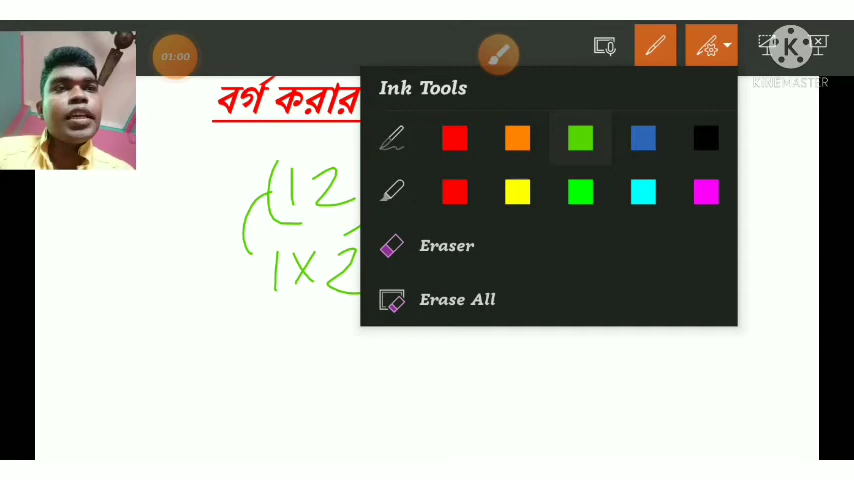 01:00
K
KINEMASTER
Ink Tools
বর্গ করার
(12
1x2
Eraser
Erase All